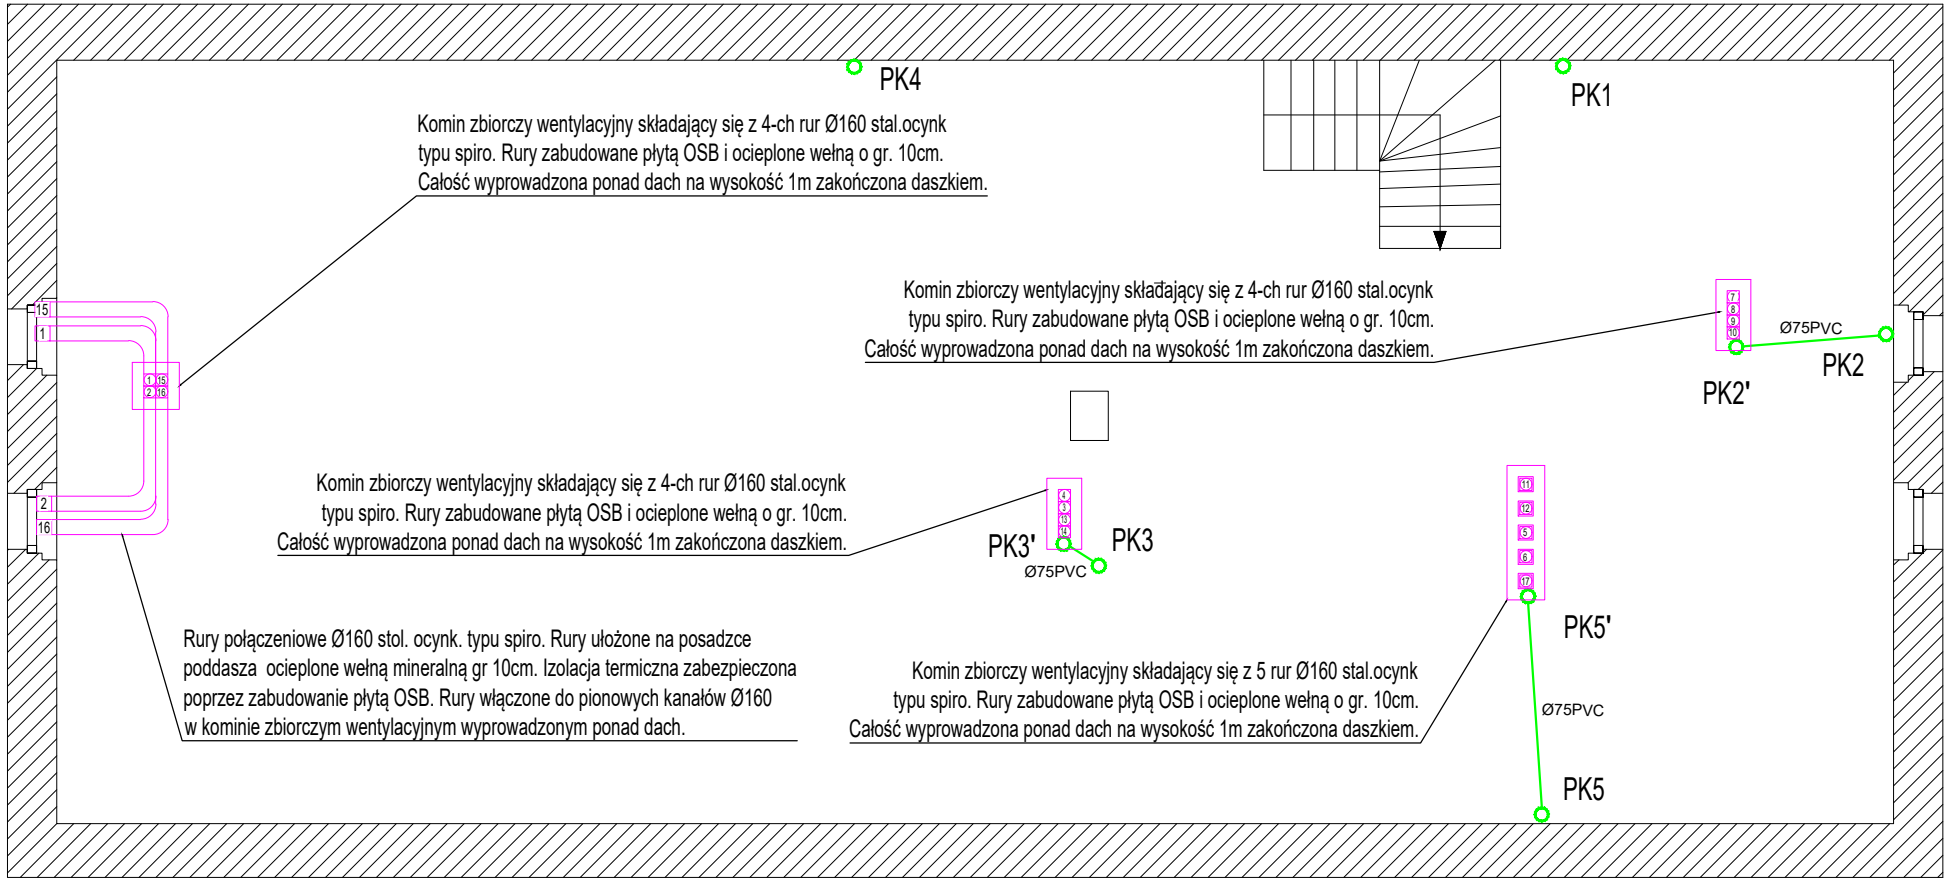 PK4
PK1
Komin zbiorczy wentylacyjny składający się z 4-ch rur Ø160 stal.ocynk
typu spiro. Rury zabudowane płytą OSB i ocieplone wełną o gr. 10cm.
Całość wyprowadzona ponad dach na wysokość 1m zakończona daszkiem.
Komin zbiorczy wentylacyjny składający się z 4-ch rur Ø160 stal.ocynk
typu spiro. Rury zabudowane płytą OSB i ocieplone wełną o gr. 10cm.
Całość wyprowadzona ponad dach na wysokość 1m zakończona daszkiem.
7
8
9
10
Ø75PVC
PK2
PK2'
15
1
1 15
2 16
2
16
Komin zbiorczy wentylacyjny składający się z 4-ch rur Ø160 stal.ocynk
typu spiro. Rury zabudowane płytą OSB i ocieplone wełną o gr. 10cm.
Całość wyprowadzona ponad dach na wysokość 1m zakończona daszkiem.
4
3
13
14
PK3'
PK3
Ø75PVC
11
12
5
6
17
PK5'
Rury połączeniowe Ø160 stol. ocynk. typu spiro. Rury ułożone na posadzce
poddasza ocieplone wełną mineralną gr 10cm. Izolacja termiczna zabezpieczona
poprzez zabudowanie płytą OSB. Rury włączone do pionowych kanałów Ø160
w kominie zbiorczym wentylacyjnym wyprowadzonym ponad dach.
Komin zbiorczy wentylacyjny składający się z 5 rur Ø160 stal.ocynk
typu spiro. Rury zabudowane płytą OSB i ocieplone wełną o gr. 10cm.
Całość wyprowadzona ponad dach na wysokość 1m zakończona daszkiem.
Ø75PVC
PK5